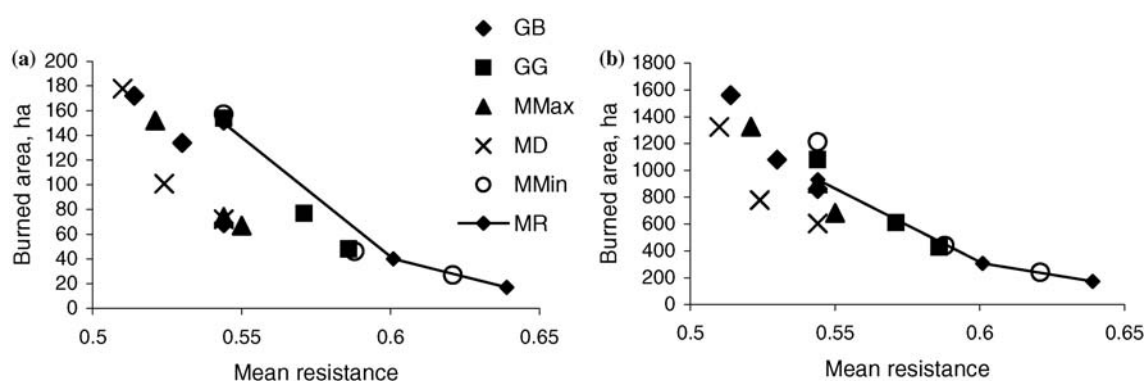 (a)
Burned area, ha
200
180
160
140
120
100
80
60
40
20
0
0.5
0.55
0.6
0.65
Mean resistance
GB
GG
MMax
MD
MMin
MR
(b)
Burned area, ha
1800
1600
1400
1200
1000
800
600
400
200
0
0.5
0.55
0.6
0.65
Mean resistance